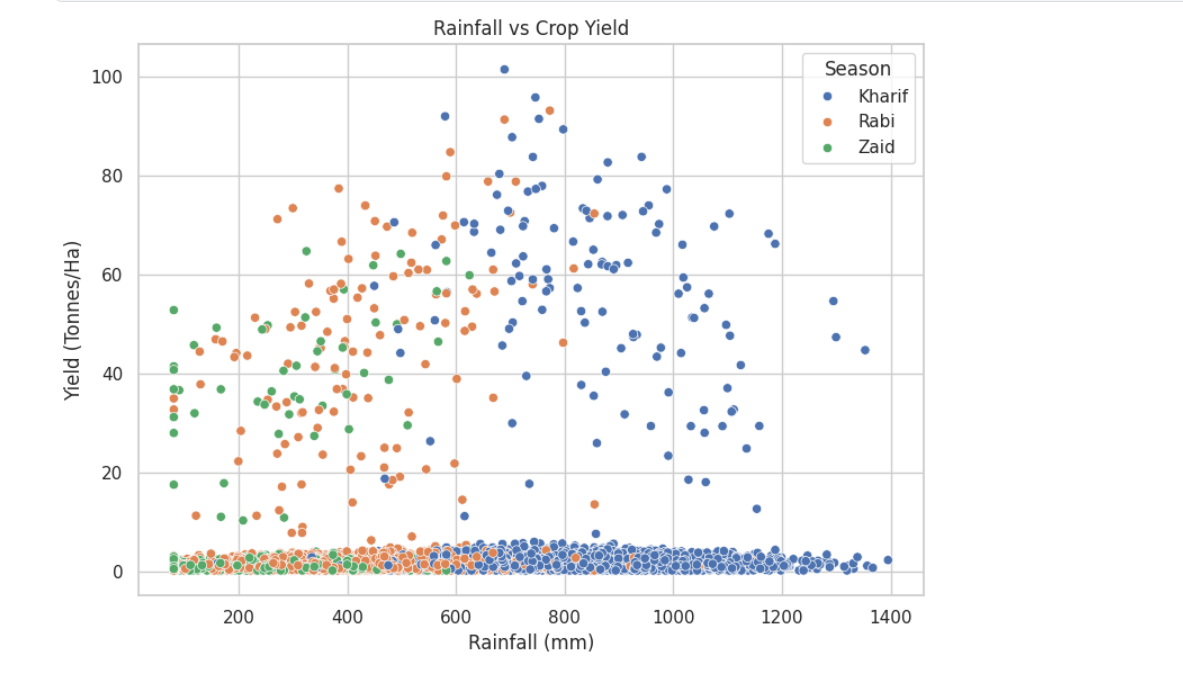 Rainfall vs Crop Yield
Season
Kharif
Rabi
Zaid
100
80
60
40
20
0
Yield (Tonnes/Ha)
200 400 600 800 1000 1200 1400
Rainfall (mm)